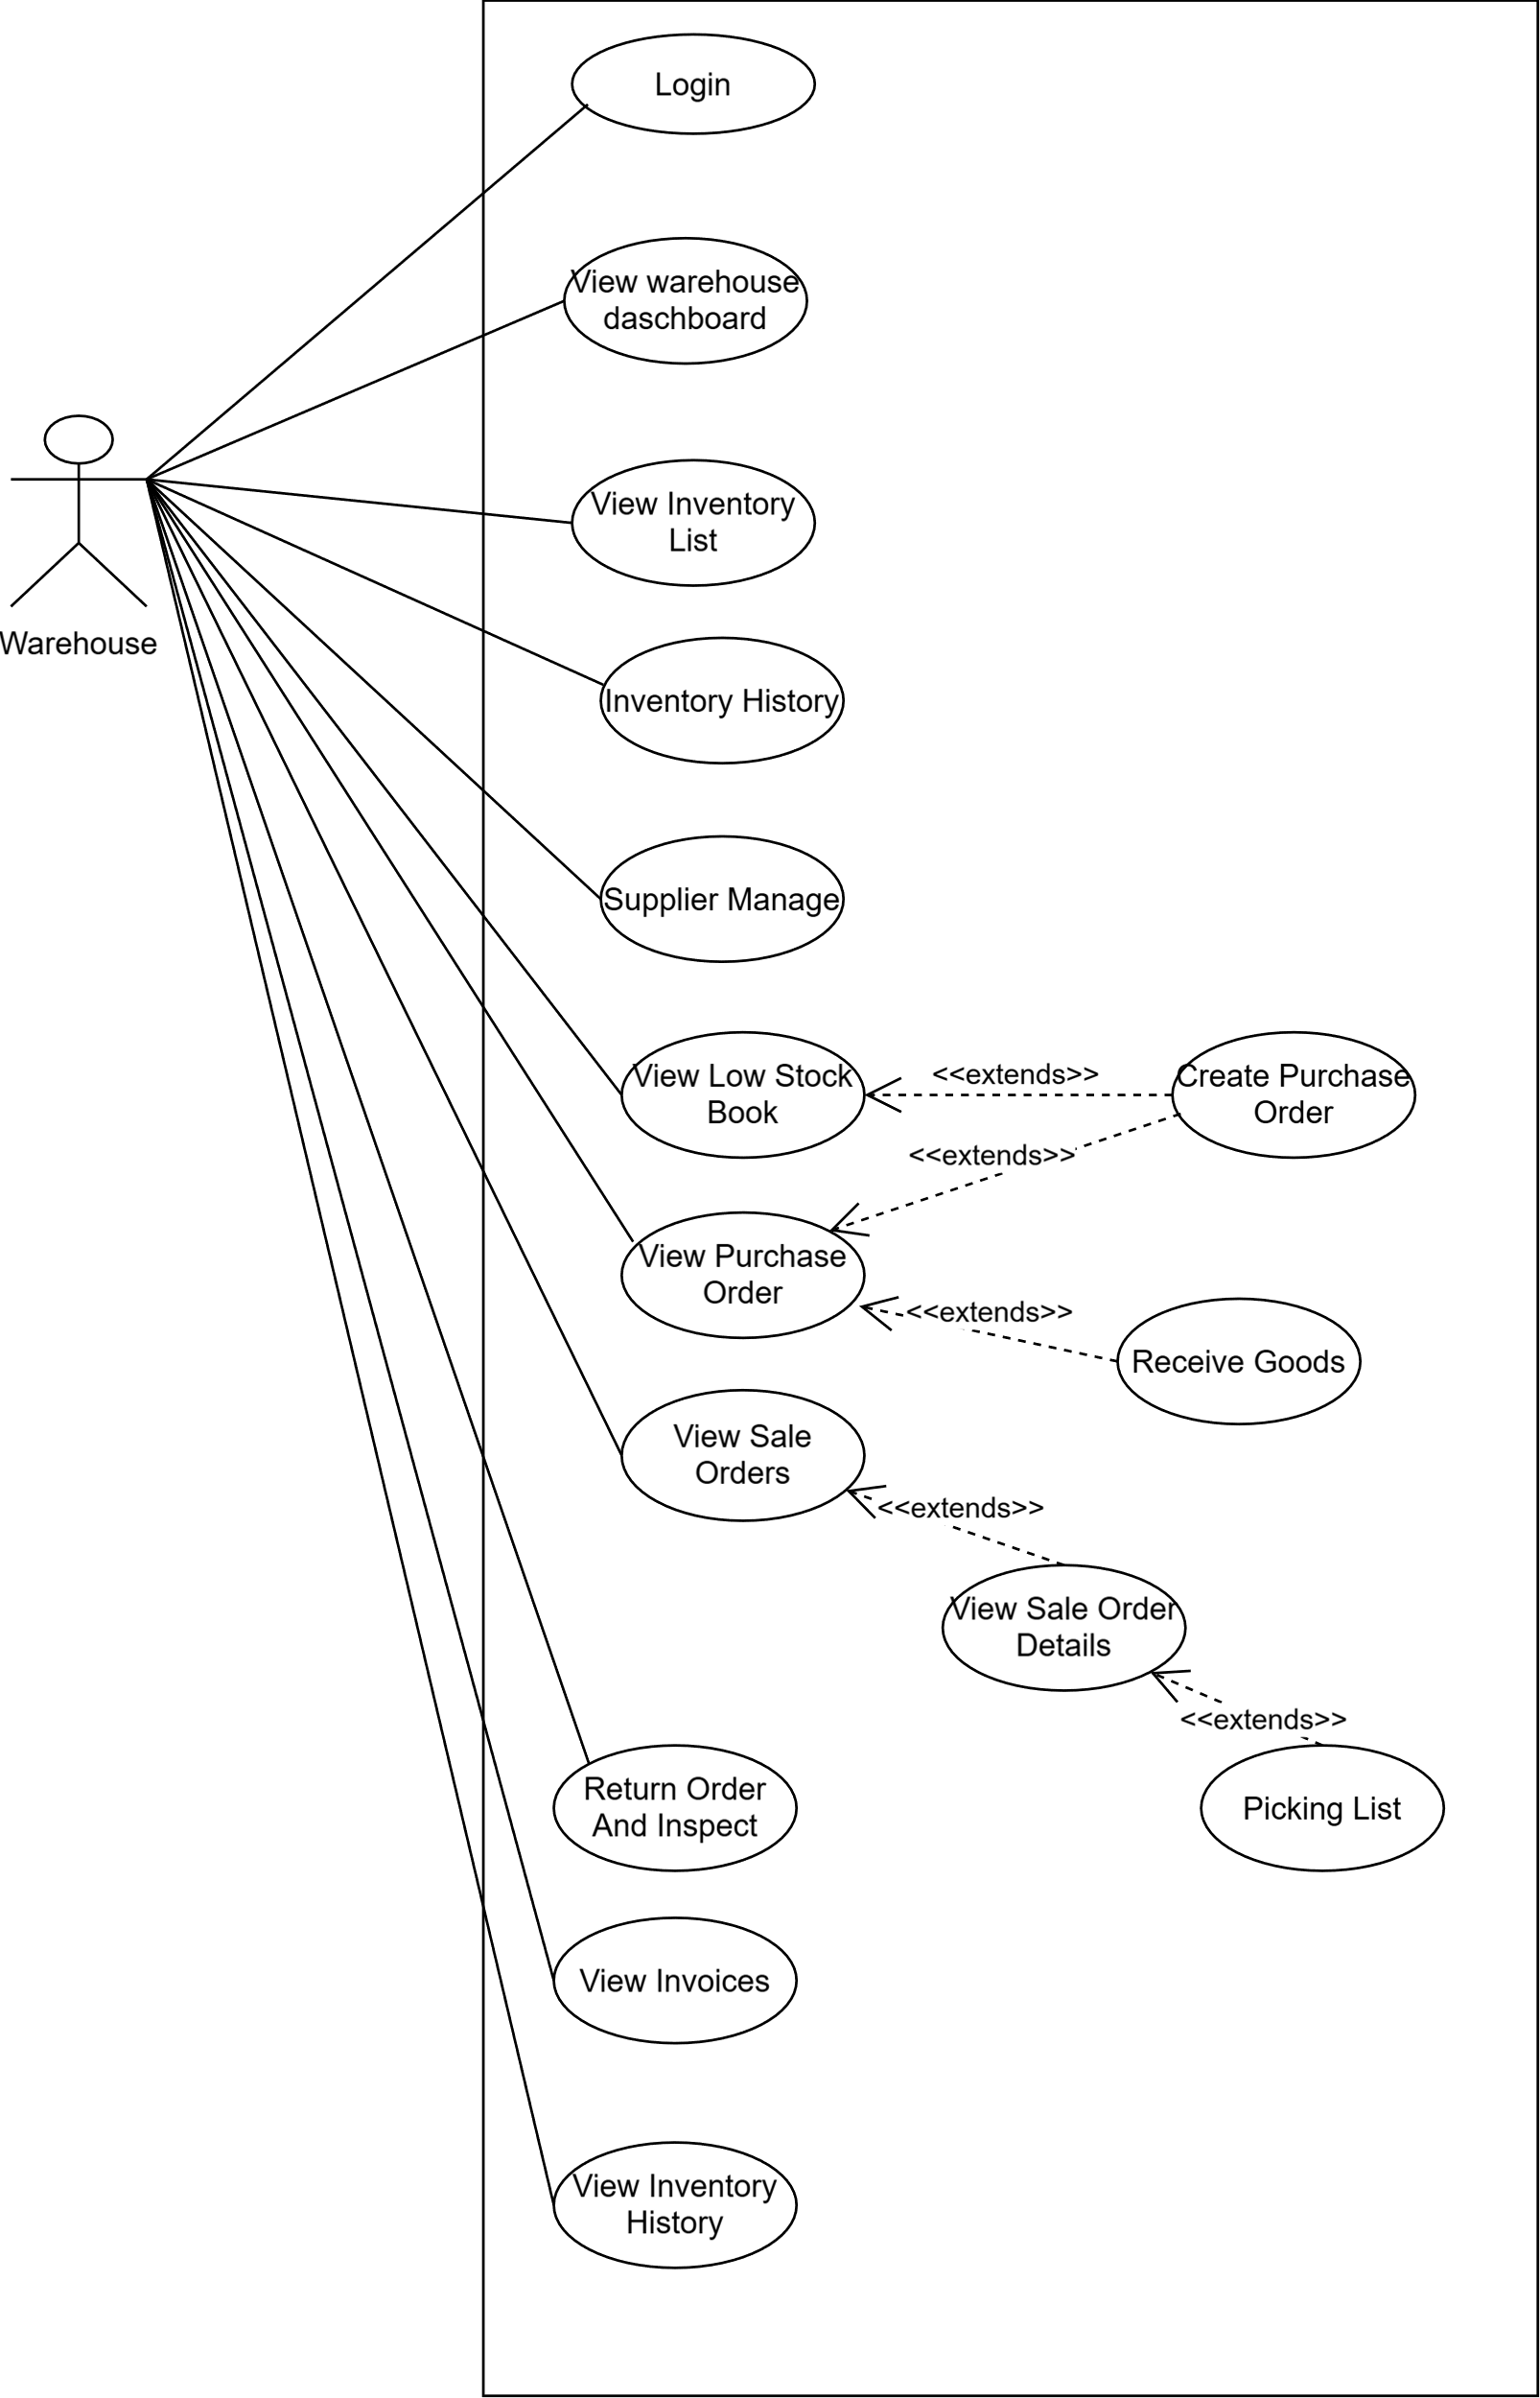 Login
View warehouse
daschboard
View Inventory
List
Warehouse
Inventory History
Supplier Manage
View Low Stock
Book
<<extends>>
Create Purchase
Order
<<extends>>
View Purchase
Order
<<extends>>
Receive Goods
View Sale
Orders
<<extends>>
View Sale Order
Details
<<extends>>
Return Order
And Inspect
Picking List
View Invoices
View Inventory
History